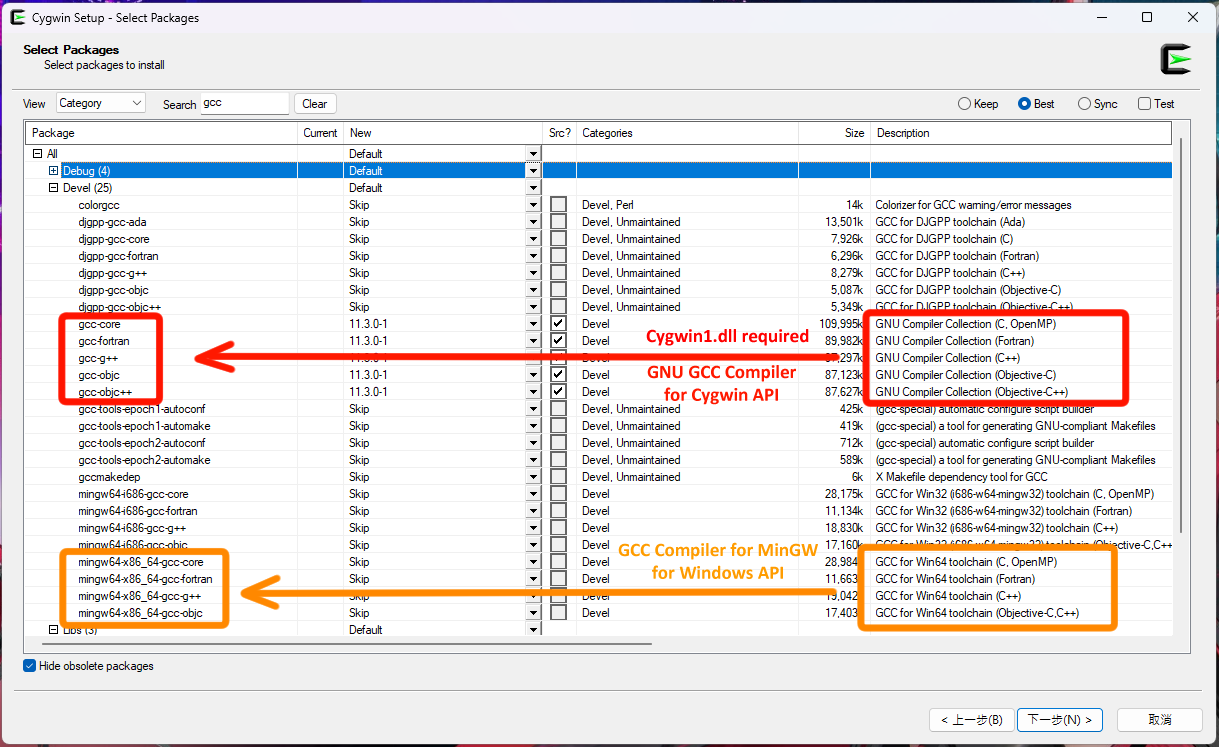 Cygwin Setup - Select Packages
Select Packages
Select packages to install
View Category Search gcc Clear Keep Best Sync Test
Package Current New Src? Categories Size Description
All Default
Debug (4) Default
Devel (25) Default
colorgcc Skip Devel, Perl 14k Colorizer for GCC warning/error messages
djgpp-gcc-ada Skip Devel, Unmaintained 13,501k GCC for DJGPP toolchain (Ada)
djgpp-gcc-core Skip Devel, Unmaintained 7,926k GCC for DJGPP toolchain (C)
djgpp-gcc-fortran Skip Devel, Unmaintained 6,296k GCC for DJGPP toolchain (Fortran)
djgpp-gcc-g++ Skip Devel, Unmaintained 8,279k GCC for DJGPP toolchain (C++)
djgpp-gcc-objc Skip Devel, Unmaintained 5,087k GCC for DJGPP toolchain (Objective-C)
djgpp-gcc-objc++ Skip Devel, Unmaintained 5,349k GCC for DJGPP toolchain (Objective-C++)
gcc-core 11.3.0-1 Devel 109,995k GNU Compiler Collection (C, OpenMP)
gcc-fortran 11.3.0-1 Devel 89,982k GNU Compiler Collection (Fortran)
Cygwin1.dll required
gcc-g++ 11.3.0-1 GNU Compiler Collection (C++)
gcc-objc 11.3.0-1 Devel 87,123k GNU Compiler Collection (Objective-C)
GNU GCC Compiler
for Cygwin API
gcc-objc++ 11.3.0-1 Devel 87,627k GNU Compiler Collection (Objective-C++)
gcc-tools-epoch1-autoconf Skip Devel, Unmaintained 425k (gcc-special) automatic configure script builder
gcc-tools-epoch1-automake Skip Devel, Unmaintained 419k (gcc-special) a tool for generating GNU-compliant Makefiles
gcc-tools-epoch2-autoconf Skip Devel, Unmaintained 712k (gcc-special) automatic configure script builder
gcc-tools-epoch2-automake Skip Devel, Unmaintained 589k (gcc-special) a tool for generating GNU-compliant Makefiles
gccmakedep Skip Devel, Unmaintained 6k X Makefile dependency tool for GCC
mingw64-i686-gcc-core Skip Devel 28,175k GCC for Win32 (i686-w64-mingw32) toolchain (C, OpenMP)
mingw64-i686-gcc-fortran Skip Devel 11,134k GCC for Win32 (i686-w64-mingw32) toolchain (Fortran)
mingw64-i686-gcc-g++ Skip Devel 18,830k GCC for Win32 (i686-w64-mingw32) toolchain (C++)
mingw64-i686-gcc-objc Skip Devel 17,160k GCC for Win32 (i686-w64-mingw32) toolchain (Objective-C,C++
GCC Compiler for MinGW
for Windows API
mingw64-x86_64-gcc-core Skip Devel 28,984 GCC for Win64 toolchain (C, OpenMP)
mingw64-x86_64-gcc-fortran Skip Devel 11,663 GCC for Win64 toolchain (Fortran)
mingw64-x86_64-gcc-g++ Skip Devel 19,042 GCC for Win64 toolchain (C++)
mingw64-x86_64-gcc-objc Skip Devel 17,403 GCC for Win64 toolchain (Objective-C,C++)
Libs (3) Default
Hide obsolete packages
< 上一步(B) 下一步(N) > 取消